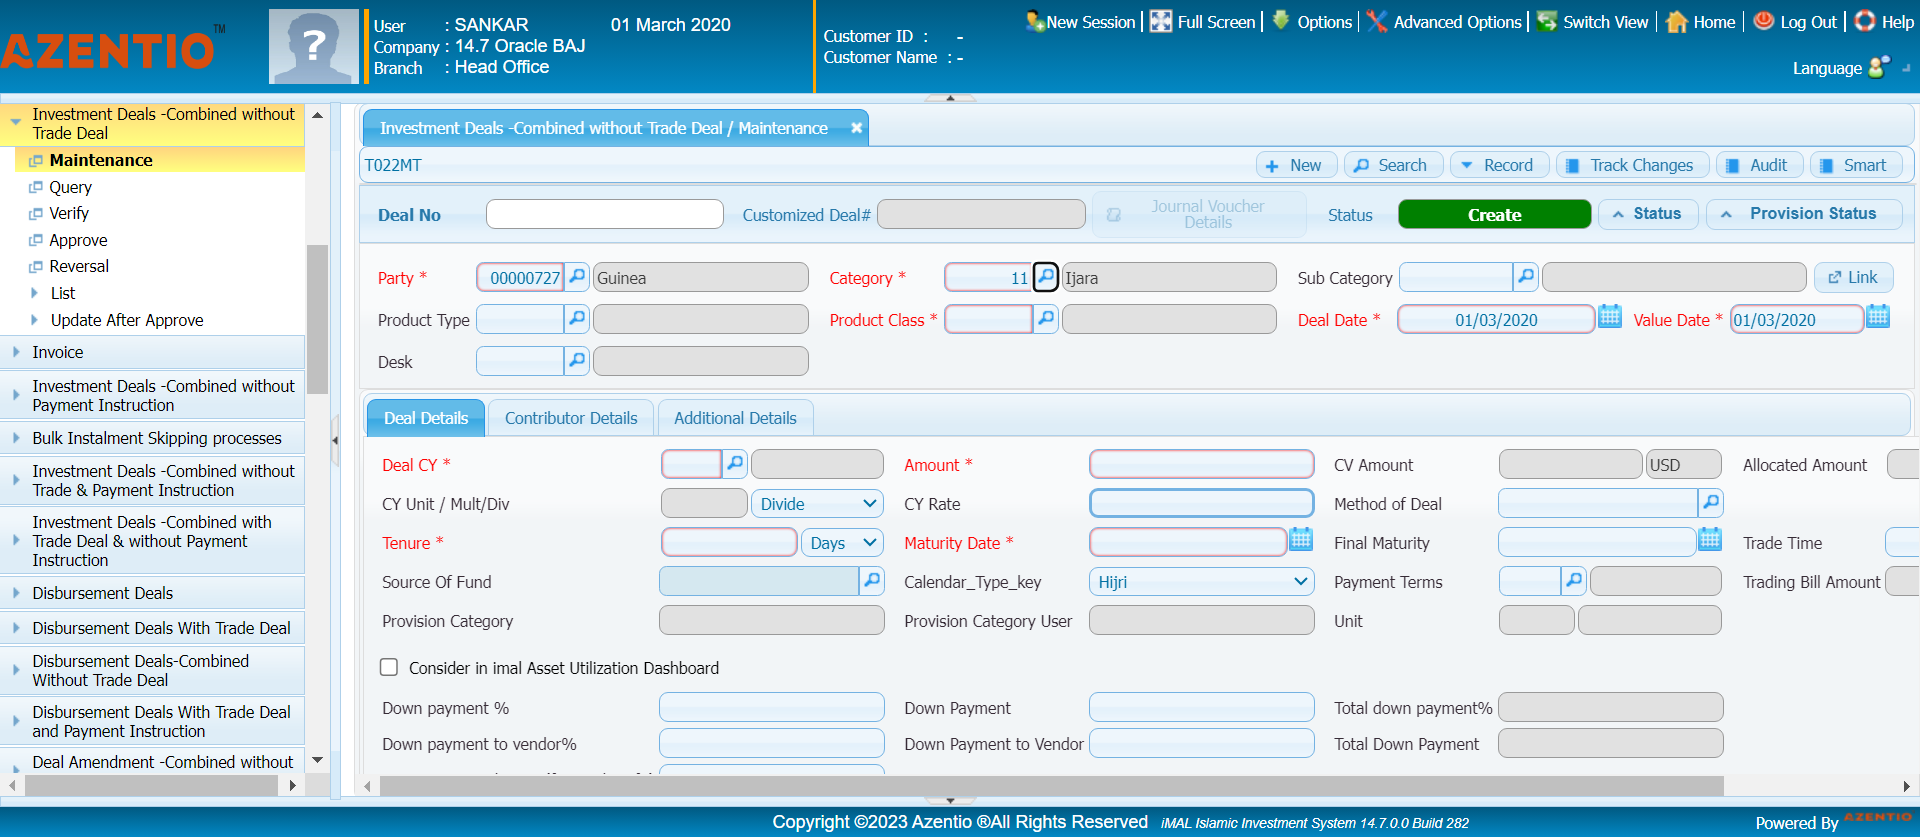 AZENTIO TM
?
User : SANKAR 01 March 2020
Company : 14.7 Oracle BAJ
Branch : Head Office
Customer ID : -
Customer Name : -
New Session Full Screen Options Advanced Options Switch View Home Log Out Help
Language
Investment Deals -Combined without
Trade Deal
Maintenance
Query
Verify
Approve
Reversal
List
Update After Approve
Invoice
Investment Deals -Combined without
Payment Instruction
Bulk Instalment Skipping processes
Investment Deals -Combined without
Trade & Payment Instruction
Investment Deals -Combined with
Trade Deal & without Payment
Instruction
Disbursement Deals
Disbursement Deals With Trade Deal
Disbursement Deals-Combined
Without Trade Deal
Disbursement Deals With Trade Deal
and Payment Instruction
Deal Amendment -Combined without
Investment Deals -Combined without Trade Deal / Maintenance
T022MT
New Search Record Track Changes Audit Smart
Deal No Customized Deal# Journal Voucher
Details Status Create Status Provision Status
Party * 00000727 Guinea Category * 11 Ijara Sub Category Link
Product Type Product Class * Deal Date * 01/03/2020 Value Date * 01/03/2020
Desk
Deal Details Contributor Details Additional Details
Deal CY * Amount * CV Amount USD Allocated Amount
CY Unit / Mult/Div Divide CY Rate Method of Deal
Tenure * Days Maturity Date * Final Maturity Trade Time
Source Of Fund Calendar_Type_key Hijri Payment Terms Trading Bill Amount
Provision Category Provision Category User Unit
Consider in imal Asset Utilization Dashboard
Down payment % Down Payment Total down payment%
Down payment to vendor% Down Payment to Vendor Total Down Payment
Copyright ©2023 Azentio ®All Rights Reserved iMAL Islamic Investment System 14.7.0.0 Build 282
Powered By AZENTIO